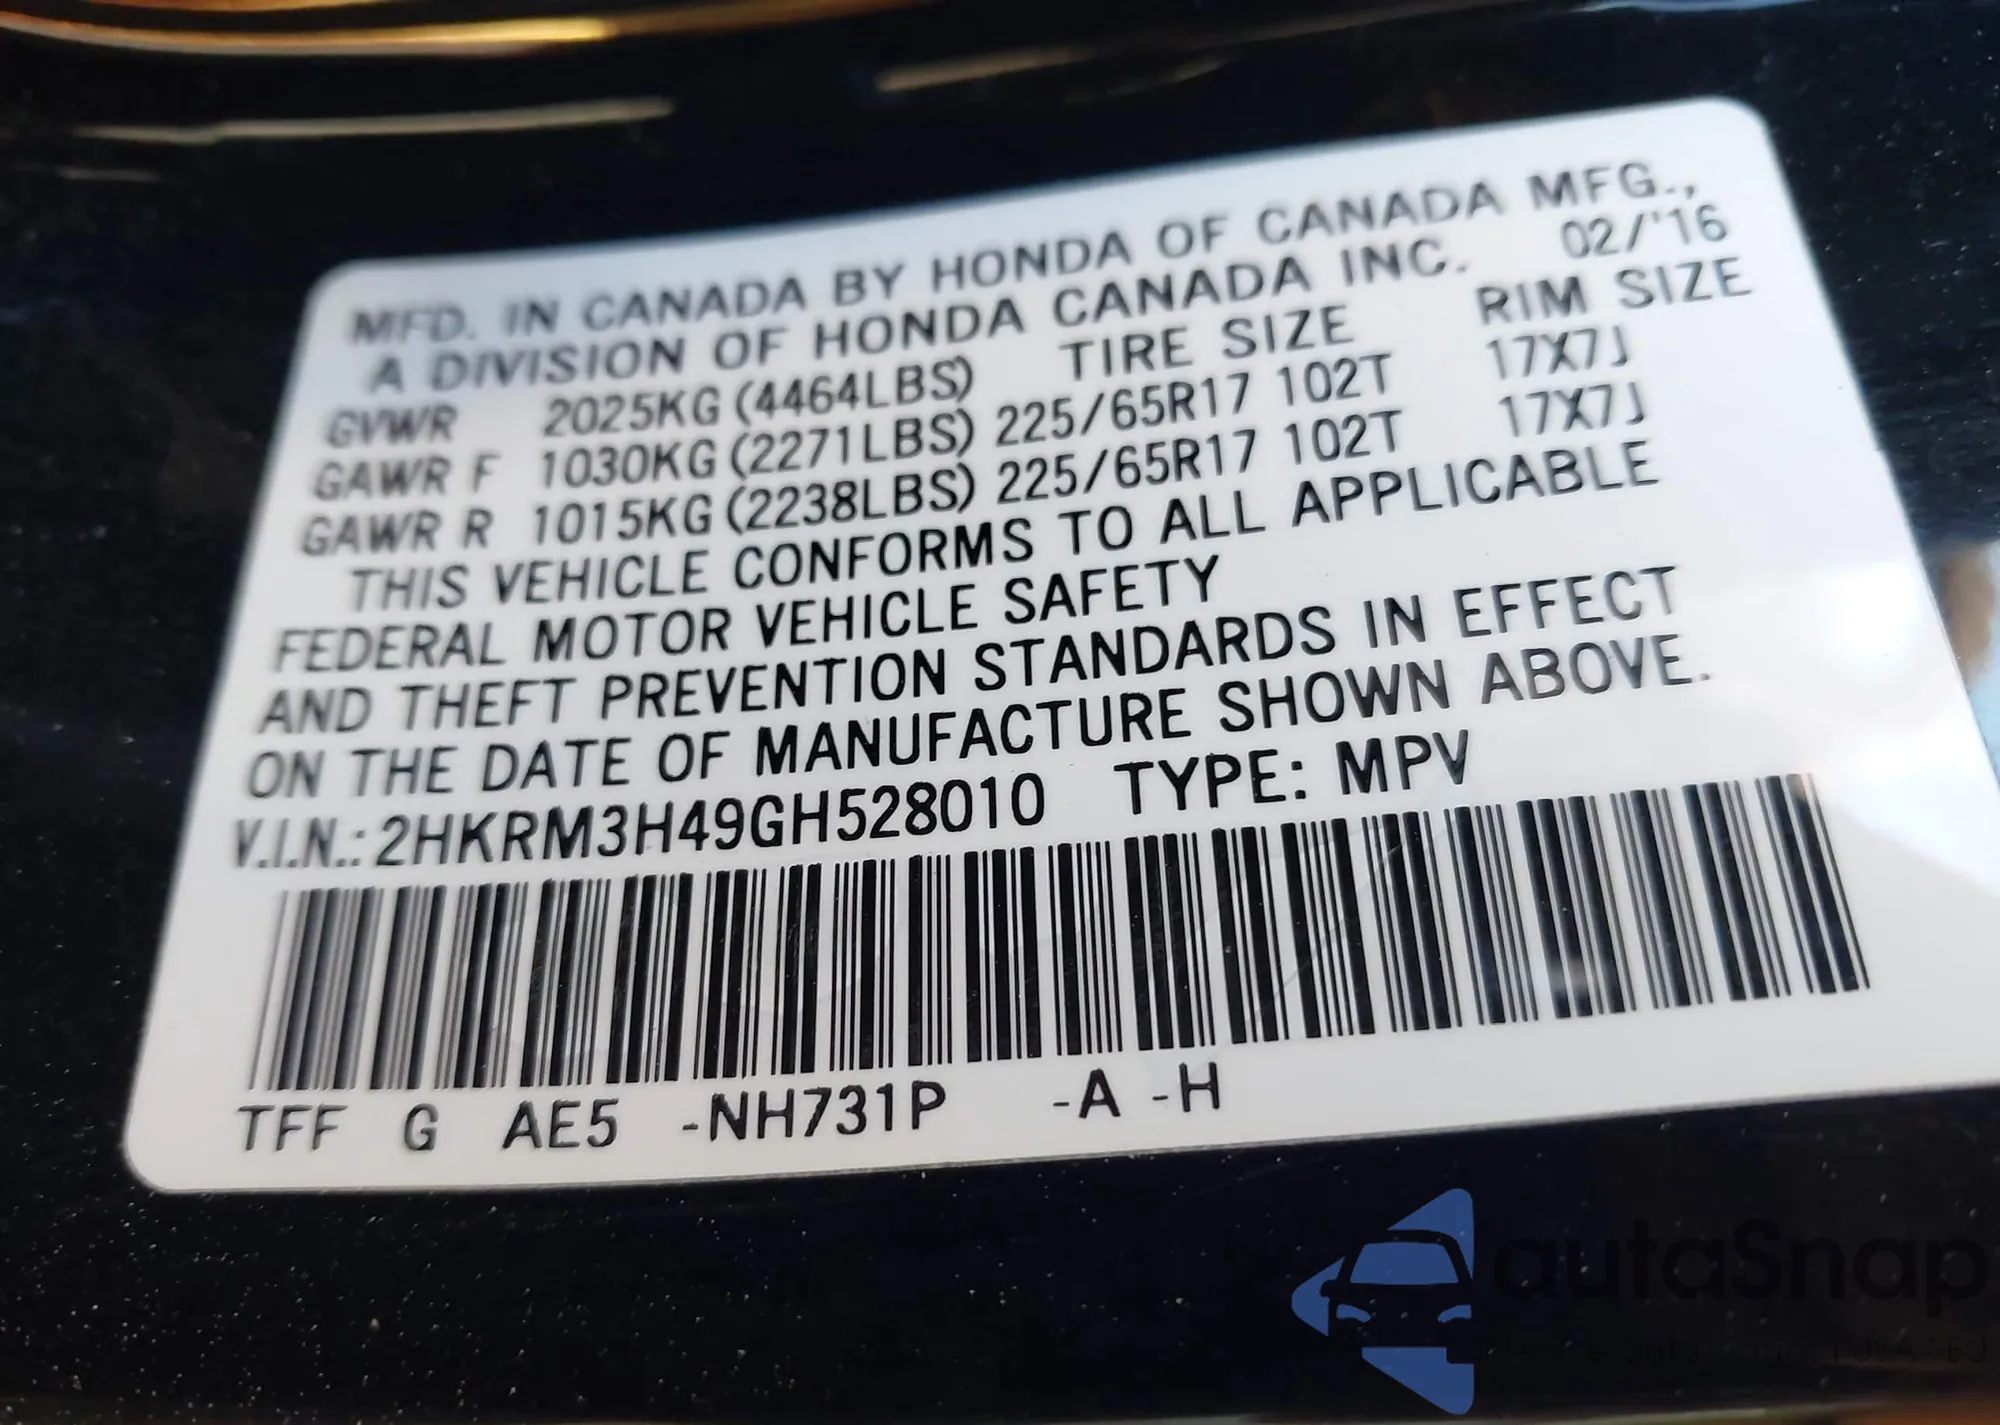 MFD. IN CANADA BY HONDA OF CANADA MFG.,
A DIVISION OF HONDA CANADA INC. 02/'16
GVWR 2025KG (4464LBS) TIRE SIZE RIM SIZE
GAWR F 1030KG (2271LBS) 225/65R17 102T 17X7J
GAWR R 1015KG (2238LBS) 225/65R17 102T 17X7J
THIS VEHICLE CONFORMS TO ALL APPLICABLE
FEDERAL MOTOR VEHICLE SAFETY
AND THEFT PREVENTION STANDARDS IN EFFECT
ON THE DATE OF MANUFACTURE SHOWN ABOVE.
V.I.N.: 2HKRM3H49GH528010 TYPE: MPV
TFF G AE5 -NH731P -A -H
autaSnap